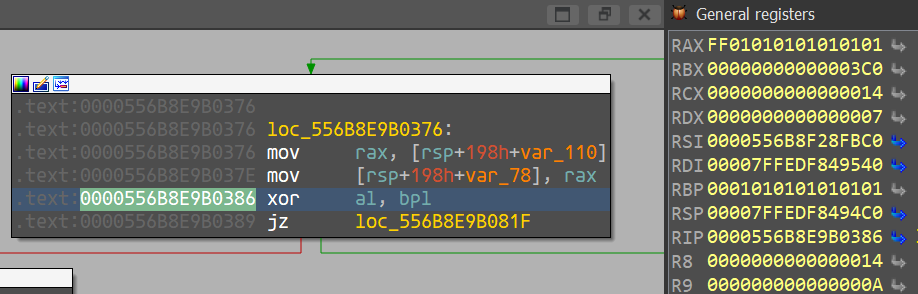 General registers
.text:0000556B8E9B0376
.text:0000556B8E9B0376 loc_556B8E9B0376:
.text:0000556B8E9B0376 mov rax, [rsp+198h+var_110]
.text:0000556B8E9B037E mov [rsp+198h+var_78], rax
.text:0000556B8E9B0386 xor al, bpl
.text:0000556B8E9B0389 jz loc_556B8E9B081F
RAX FF01010101010101
RBX 00000000000003C0
RCX 0000000000000014
RDX 0000000000000007
RSI 0000556B8F28FBC0
RDI 00007FFEDF849540
RBP 0001010101010101
RSP 00007FFEDF8494C0
RIP 0000556B8E9B0386
R8 0000000000000014
R9 000000000000000A